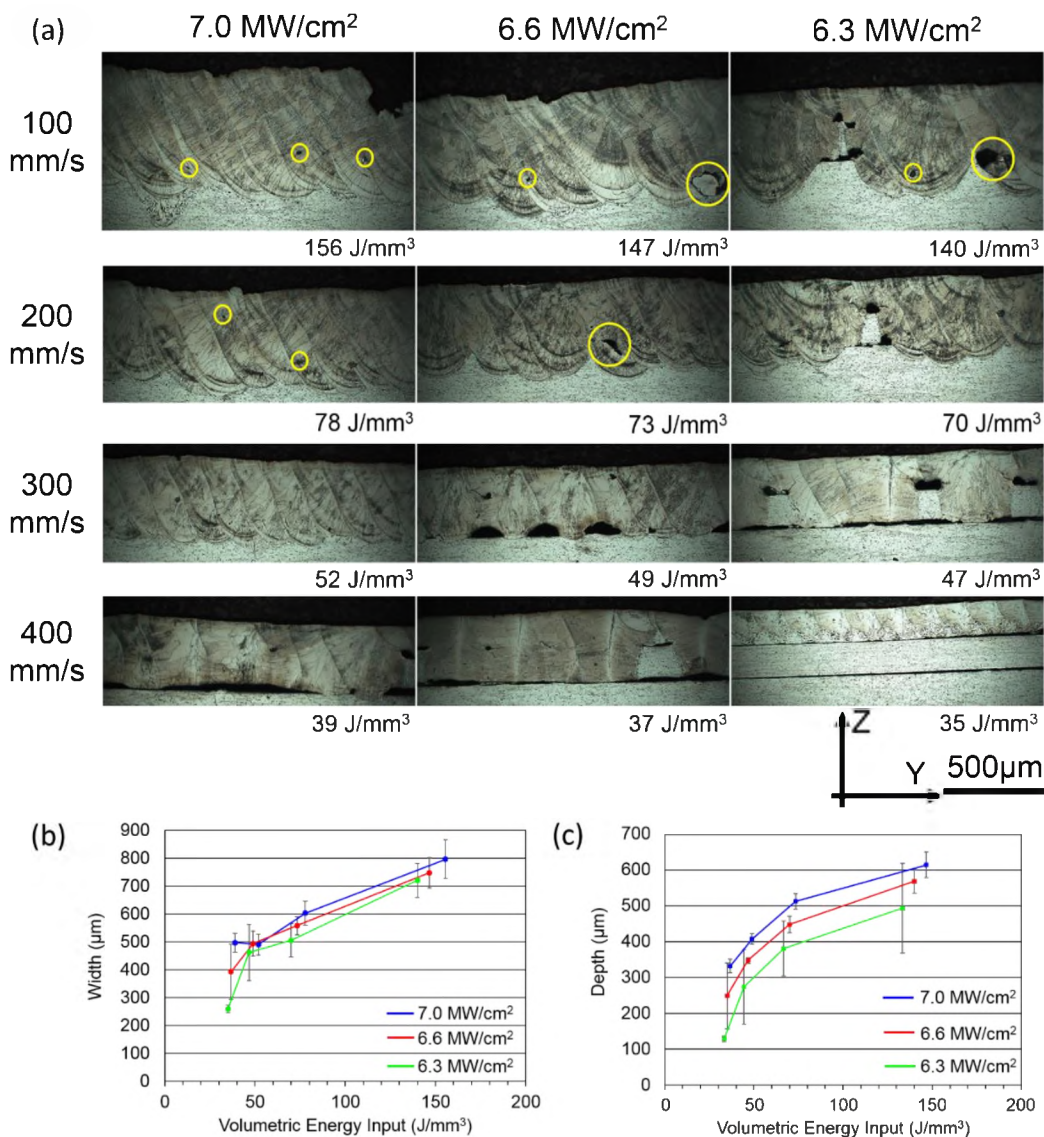 (a)
7.0 MW/cm²
6.6 MW/cm²
6.3 MW/cm²
100
mm/s
156 J/mm³
147 J/mm³
140 J/mm³
200
mm/s
78 J/mm³
73 J/mm³
70 J/mm³
300
mm/s
52 J/mm³
49 J/mm³
47 J/mm³
400
mm/s
39 J/mm³
37 J/mm³
35 J/mm³
Z
Y
500µm
(b)
900
800
700
600
500
400
300
200
100
0
Width (µm)
7.0 MW/cm²
6.6 MW/cm²
6.3 MW/cm²
0
50
100
150
200
Volumetric Energy Input (J/mm³)
(c)
700
600
500
400
300
200
100
0
Depth (µm)
7.0 MW/cm²
6.6 MW/cm²
6.3 MW/cm²
0
50
100
150
200
Volumetric Energy Input (J/mm³)